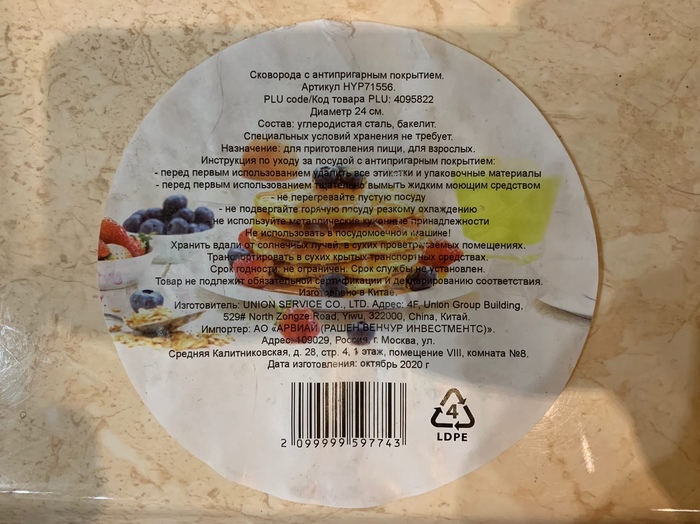 Сковорода с антипригарным покрытием.
Артикул HYP71556.
PLU code/Код товара PLU: 4095822
Диаметр 24 см.
Состав: углеродистая сталь, бакелит.
Специальных условий хранения не требует.
Назначение: для приготовления пищи, для взрослых.
Инструкция по уходу за посудой с антипригарным покрытием:
- перед первым использованием удалить все этикетки и упаковочные материалы
- перед первым использованием тщательно вымыть жидким моющим средством
- не перегревайте пустую посуду
- не подвергайте горячую посуду резкому охлаждению
не используйте металлические кухонные принадлежности
Не использовать в посудомоечной машине!
Хранить вдали от солнечных лучей, в сухих проветриваемых помещениях.
Транспортировать в сухих крытых транспортных средствах.
Срок годности не ограничен. Срок службы не установлен.
Товар не подлежит обязательной сертификации и декларированию соответствия.
Изготовлено в Китае.
Изготовитель: UNION SERVICE CO., LTD. Адрес: 4F, Union Group Building,
529# North Zongze Road, Yiwu, 322000, China, Китай.
Импортер: АО «АРВИАЙ (РАШЕН ВЕНЧУР ИНВЕСТМЕНТС)».
Адрес: 109029, Россия, г. Москва, ул.
Средняя Калитниковская, д. 28, стр. 4, 1 этаж, помещение VIII, комната №8.
Дата изготовления: октябрь 2020 г
2 099999 597743
4
LDPE